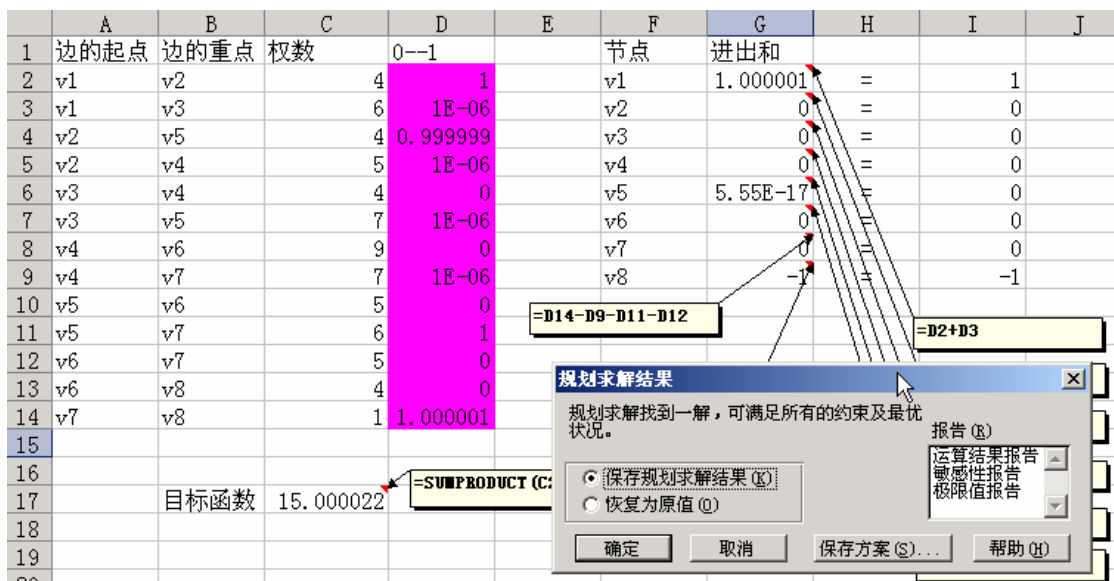 A B C D E F G H I J
1 边的起点 边的重点 权数 0--1 节点 进出和
2 v1 v2 4 1 v1 1.000001 = 1
3 v1 v3 6 1E-06 v2 0 = 0
4 v2 v5 4 0.999999 v3 0 = 0
5 v2 v4 5 1E-06 v4 0 = 0
6 v3 v4 4 0 v5 5.55E-17 = 0
7 v3 v5 7 1E-06 v6 0 = 0
8 v4 v6 9 0 v7 0 = 0
9 v4 v7 7 1E-06 v8 -1 = -1
10 v5 v6 5 0
=D14-D9-D11-D12
11 v5 v7 6 1
=D2+D3
12 v6 v7 5 0
13 v6 v8 4 0
14 v7 v8 1 1.000001
15
16
17 目标函数 15.000022
=SUMPRODUCT(C2
18
19
规划求解结果
规划求解找到一解，可满足所有的约束及最优
状况。
报告(R)
运算结果报告
敏感性报告
极限值报告
保存规划求解结果(K)
恢复为原值(O)
确定 取消 保存方案(S)... 帮助(H)